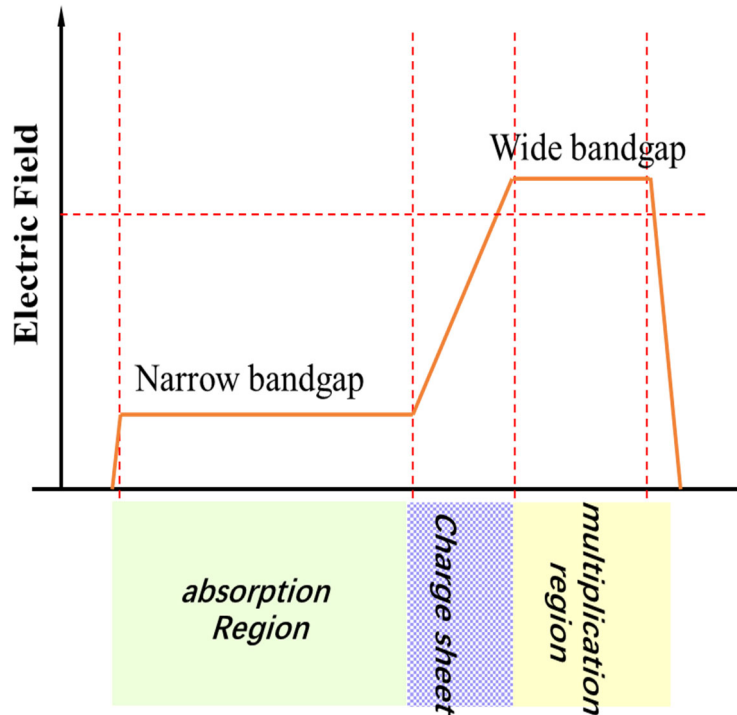 Electric Field
Wide bandgap
Narrow bandgap
absorption
Region
Charge sheet
multiplication
region